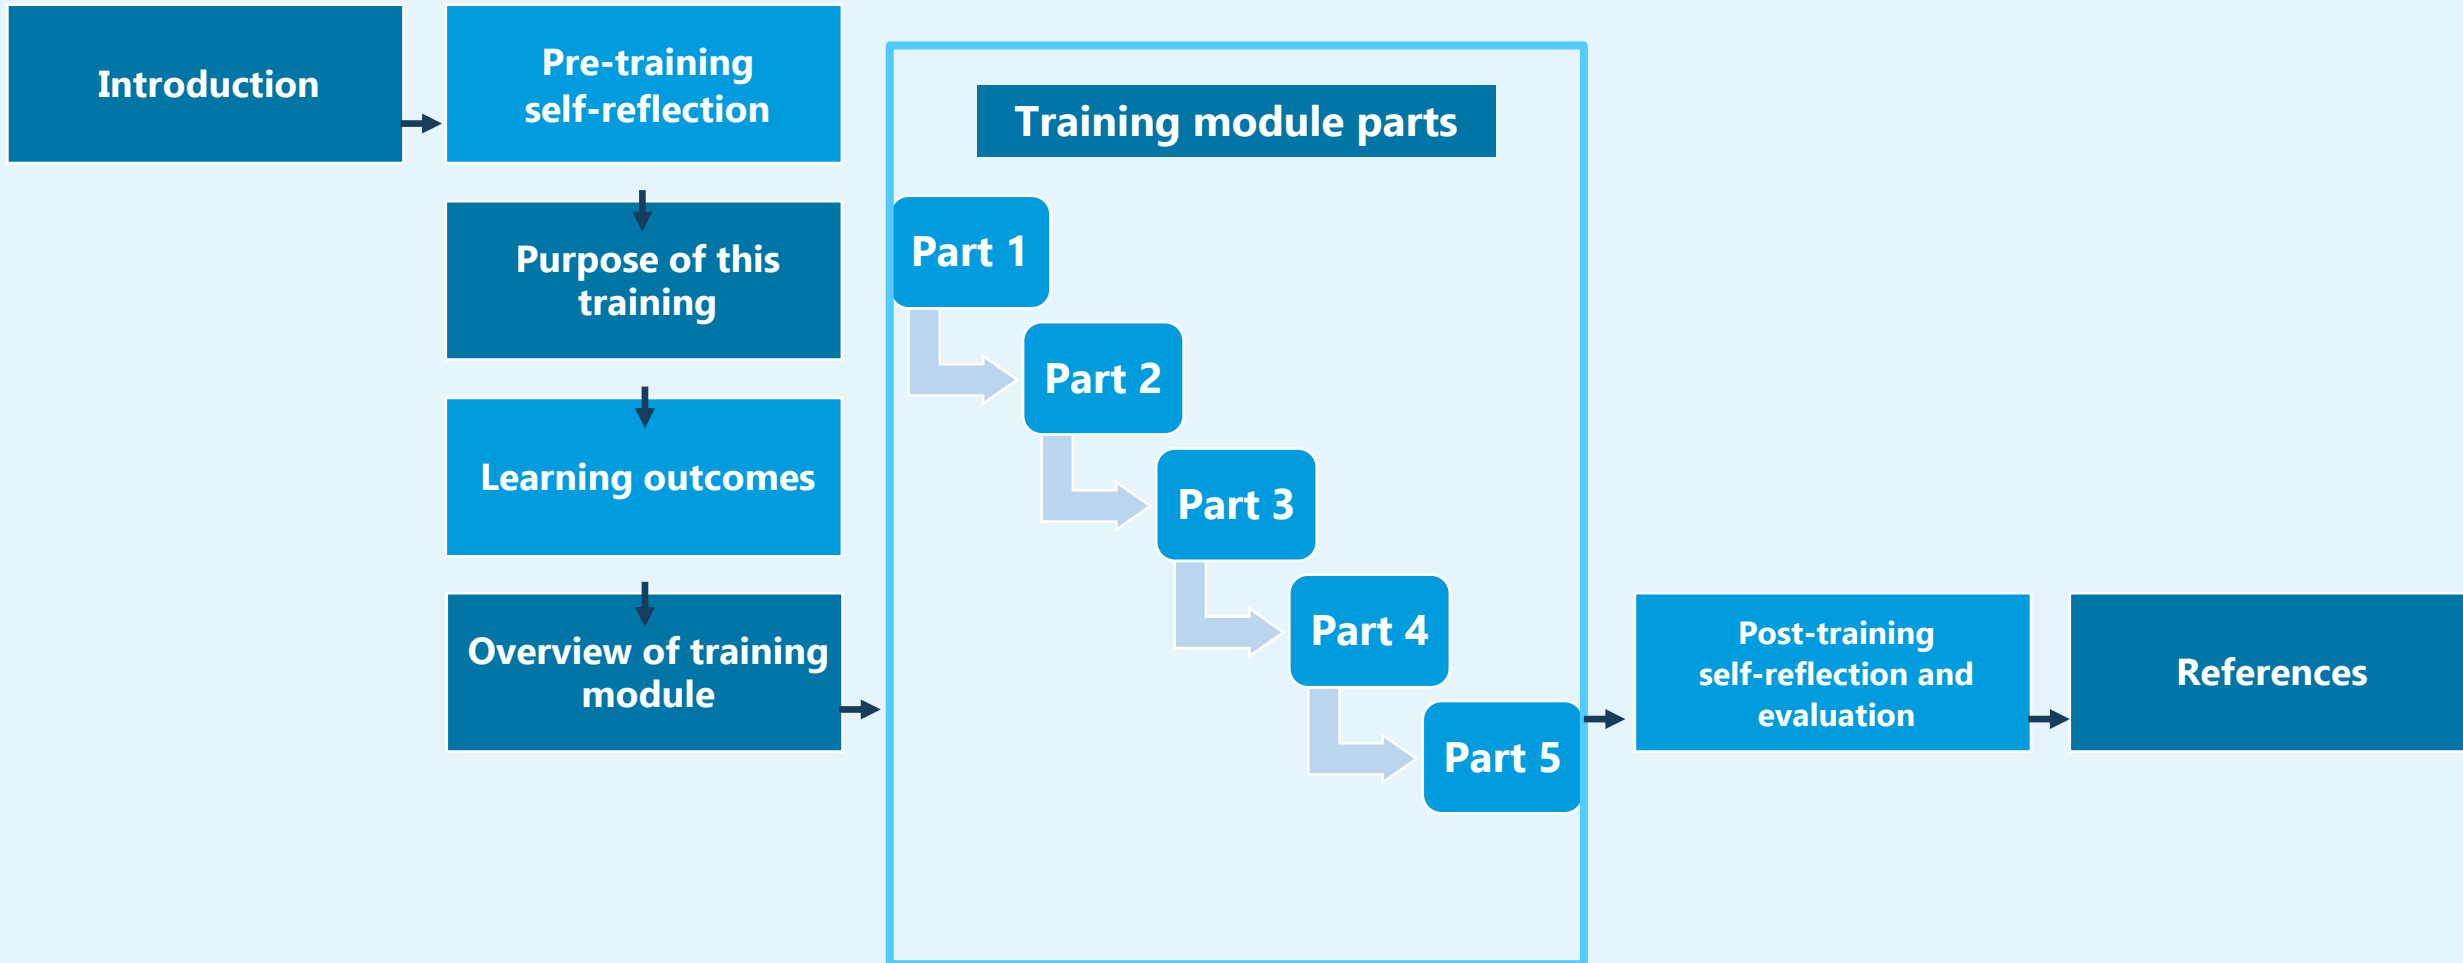 Introduction
Pre-training
self-reflection
Purpose of this
training
Learning outcomes
Overview of training
module
Training module parts
Part 1
Part 2
Part 3
Part 4
Part 5
Post-training
self-reflection and
evaluation
References